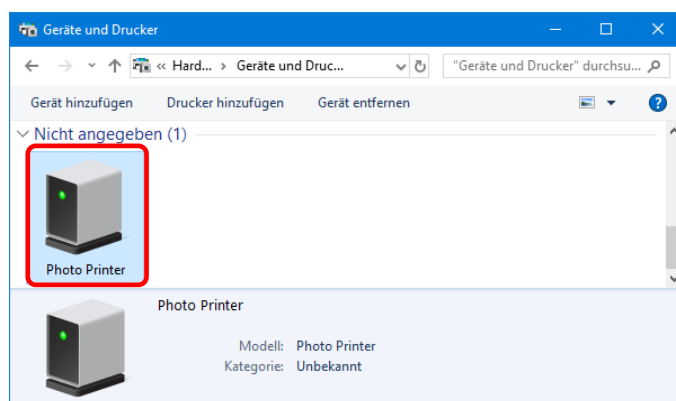 Geräte und Drucker
« Hard... > Geräte und Druc...
"Geräte und Drucker" durchsu...
Gerät hinzufügen Drucker hinzufügen Gerät entfernen
Nicht angegeben (1)
Photo Printer
Photo Printer
Modell: Photo Printer
Kategorie: Unbekannt